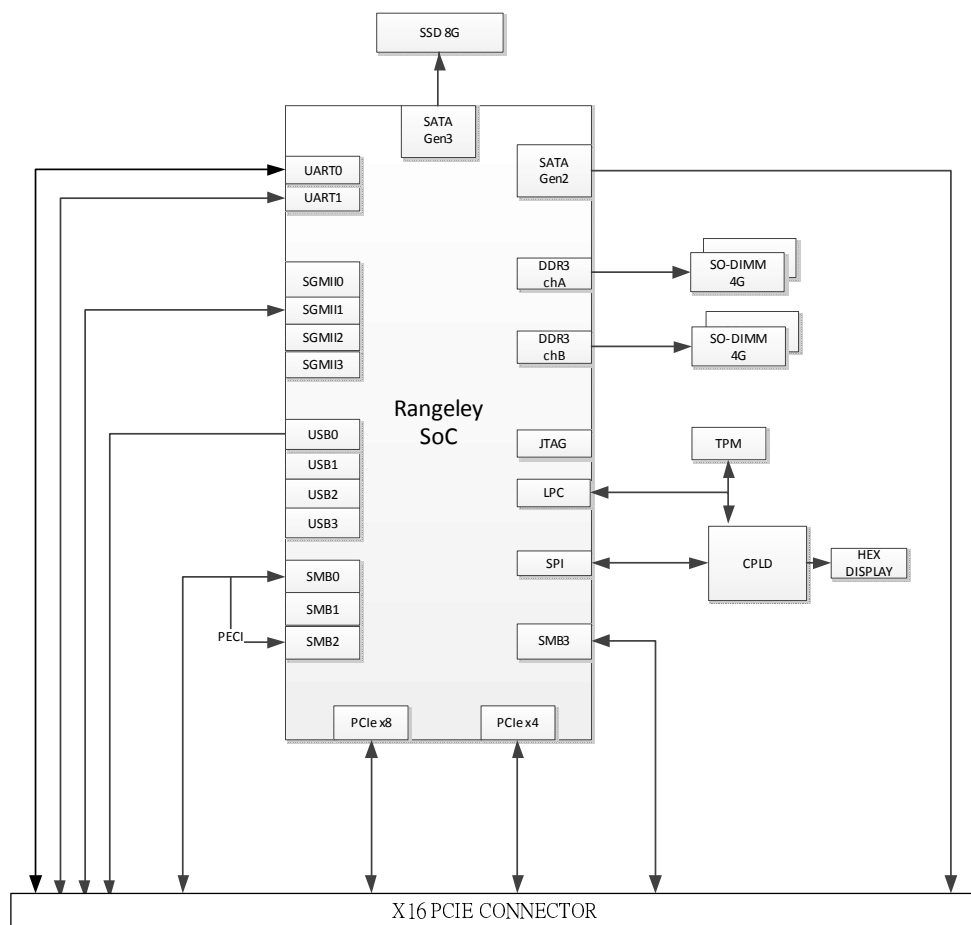 SSD 8G
SATA
Gen3
SATA
Gen2
UART0
UART1
SGMII0
SGMII1
SGMII2
SGMII3
DDR3
chA
SO-DIMM
4G
DDR3
chB
SO-DIMM
4G
Rangeley
SoC
USB0
USB1
USB2
USB3
JTAG
LPC
TPM
SPI
CPLD
HEX
DISPLAY
SMB0
SMB1
SMB2
PECI
SMB3
PCIe x8
PCIe x4
X16 PCIE CONNECTOR